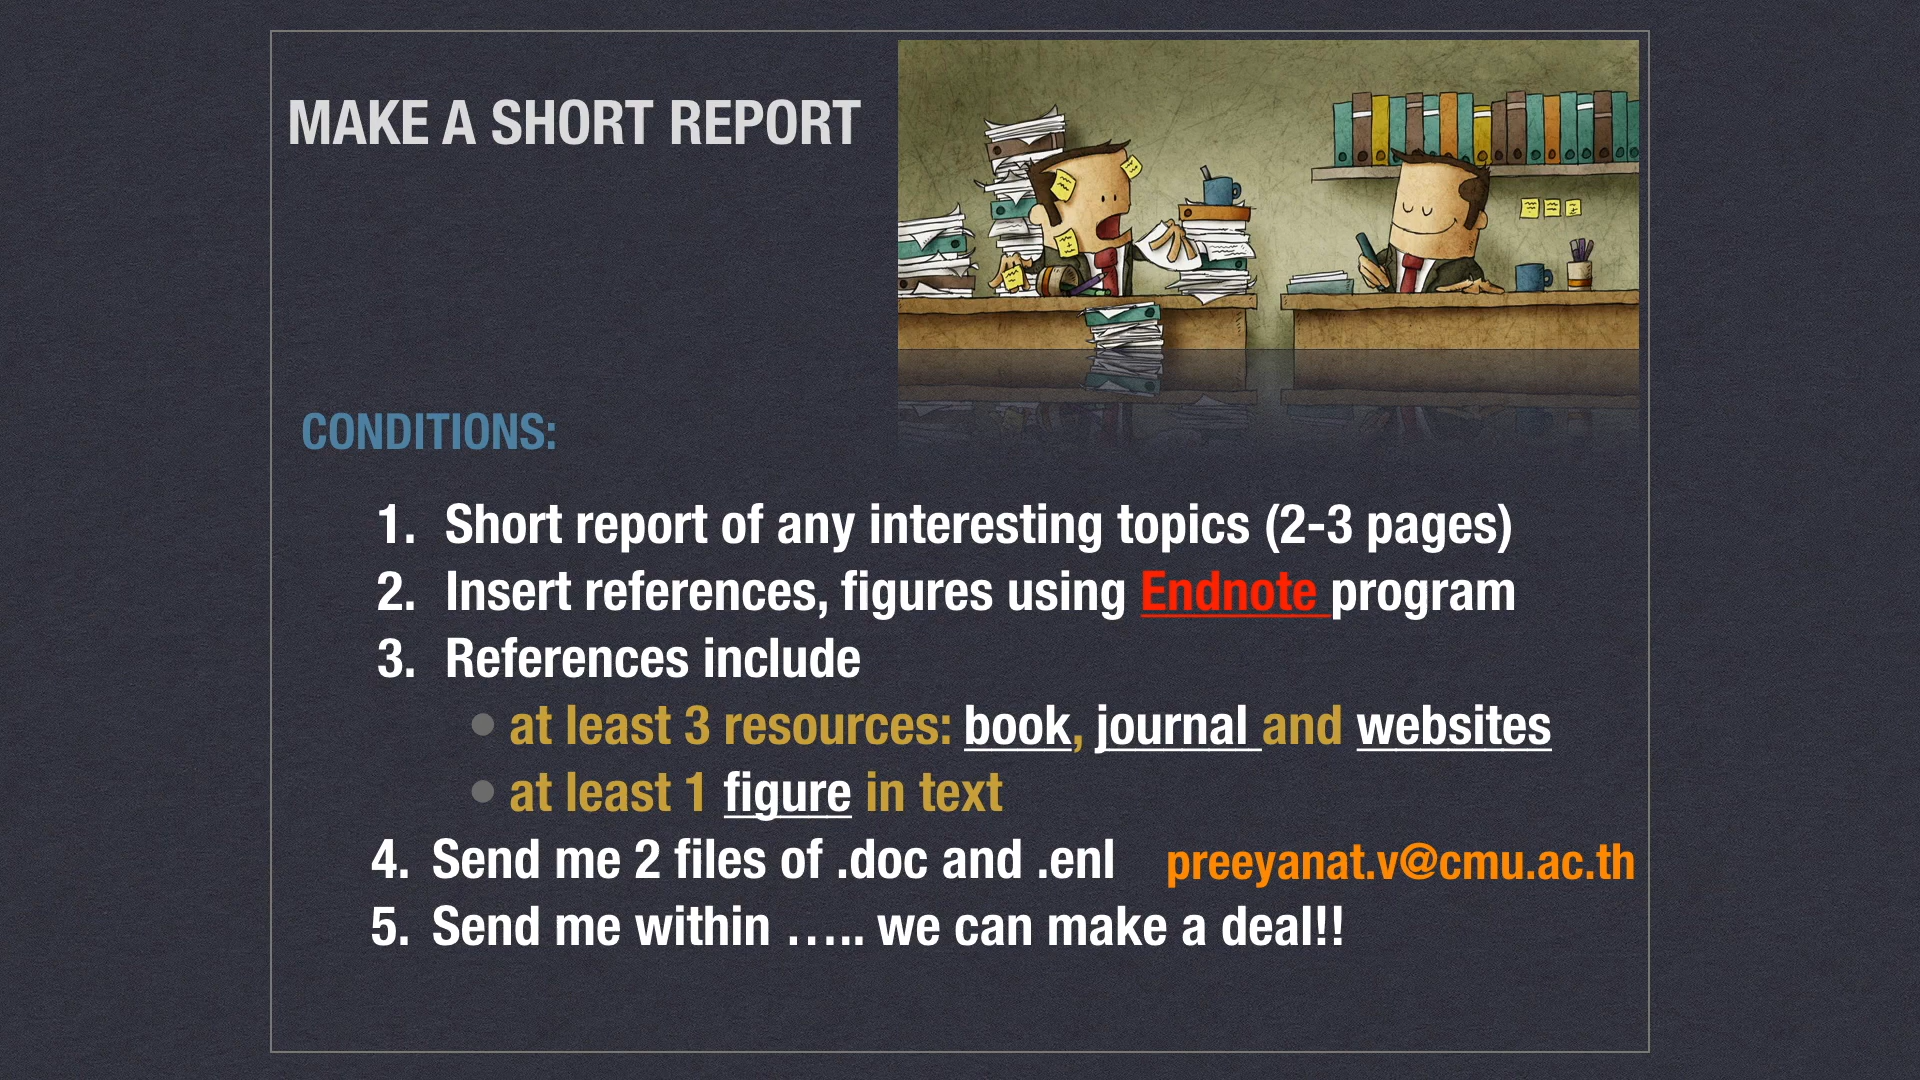 MAKE A SHORT REPORT
CONDITIONS:
1. Short report of any interesting topics (2-3 pages)
2. Insert references, figures using Endnote program
3. References include
• at least 3 resources: book, journal and websites
• at least 1 figure in text
4. Send me 2 files of .doc and .enl preeyanat.v@cmu.ac.th
5. Send me within ….. we can make a deal!!